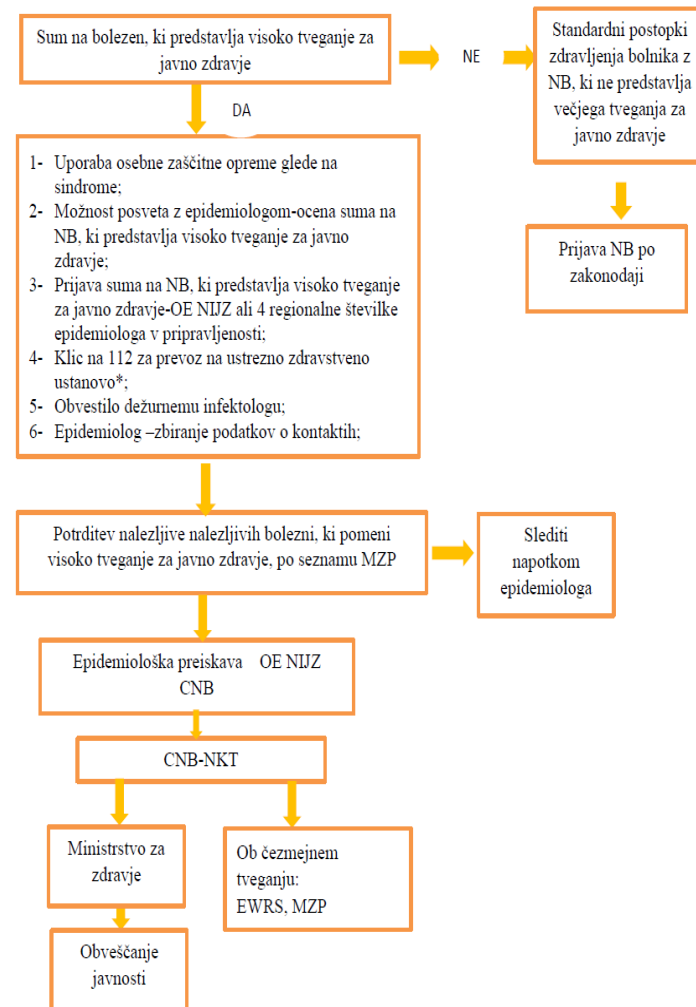 Sum na bolezen, ki predstavlja visoko tveganje za
javno zdravje
NE
Standardni postopki
zdravljenja bolnika z
NB, ki ne predstavlja
večjega tveganja za
javno zdravje
DA
Prijava NB po
zakonodaji
1- Uporaba osebne zaščitne opreme glede na
sindrome;
2- Možnost posveta z epidemiologom-ocena suma na
NB, ki predstavlja visoko tveganje za javno
zdravje;
3- Prijava suma na NB, ki predstavlja visoko tveganje
za javno zdravje-OE NIJZ ali 4 regionalne številke
epidemiologa v pripravljenosti;
4- Klic na 112 za prevoz na ustrezno zdravstveno
ustanovo*;
5- Obvestilo dežurnemu infektologu;
6- Epidemiolog –zbiranje podatkov o kontaktih;
Potrditev nalezljive nalezljivih bolezni, ki pomeni
visoko tveganje za javno zdravje, po seznamu MZP
Slediti
napotkom
epidemiologa
Epidemiološka preiskava OE NIJZ
CNB
CNB-NKT
Ministrstvo za
zdravje
Ob čezmejnem
tveganju:
EWRS, MZP
Obveščanje
javnosti